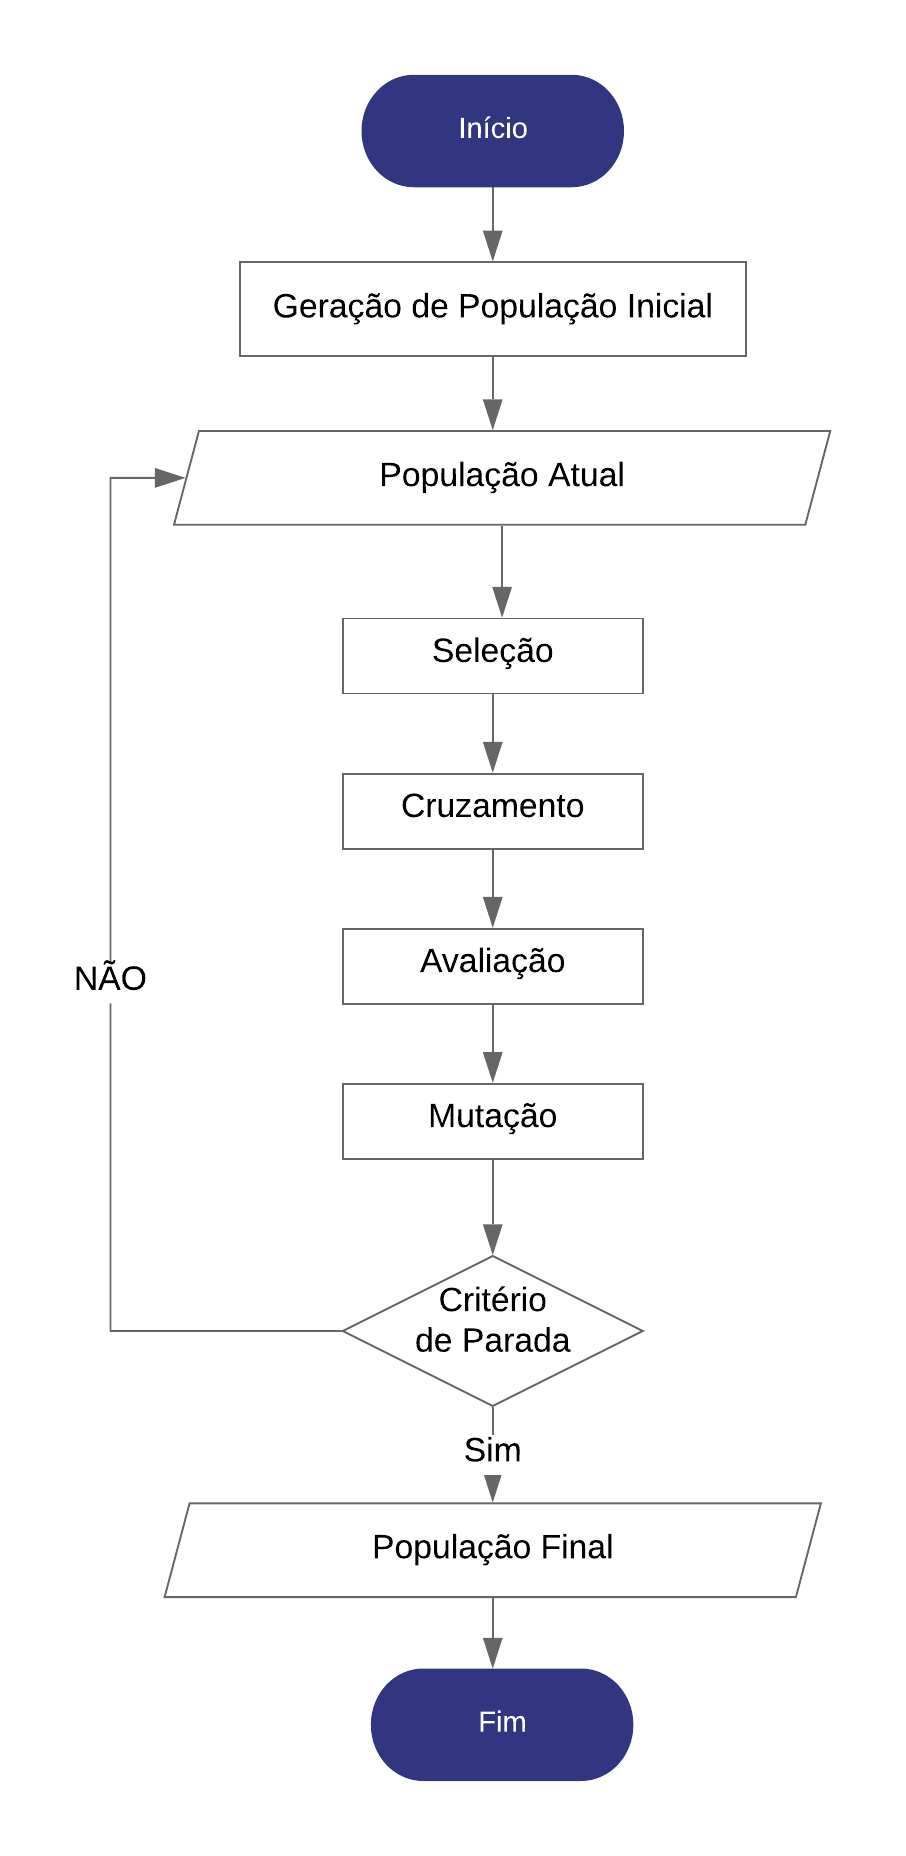 Início
Geração de População Inicial
População Atual
Seleção
Cruzamento
Avaliação
NÃO
Mutação
Critério
de Parada
Sim
População Final
Fim